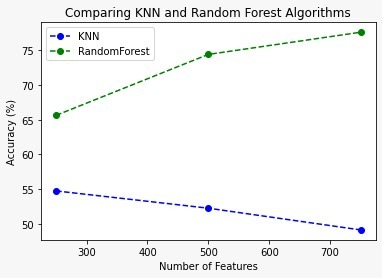 Comparing KNN and Random Forest Algorithms
KNN
RandomForest
Accuracy (%)
75
70
65
60
55
50
300 400 500 600 700
Number of Features